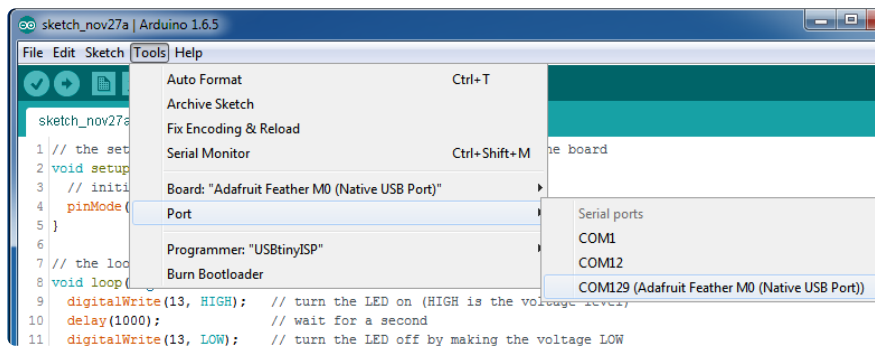 sketch_nov27a | Arduino 1.6.5
File Edit Sketch Tools Help
Auto Format Ctrl+T
Archive Sketch
Fix Encoding & Reload
Serial Monitor Ctrl+Shift+M
Board: "Adafruit Feather M0 (Native USB Port)"
Port
Programmer: "USBtinyISP"
Burn Bootloader
Serial ports
COM1
COM12
COM129 (Adafruit Feather M0 (Native USB Port))
sketch_nov27a
1 // the set e board
2 void setup
3 // initi
4 pinMode(
5 }
6
7 // the loo
8 void loop(
9 digitalWrite(13, HIGH); // turn the LED on (HIGH is the voltage level)
10 delay(1000); // wait for a second
11 digitalWrite(13, LOW); // turn the LED off by making the voltage LOW